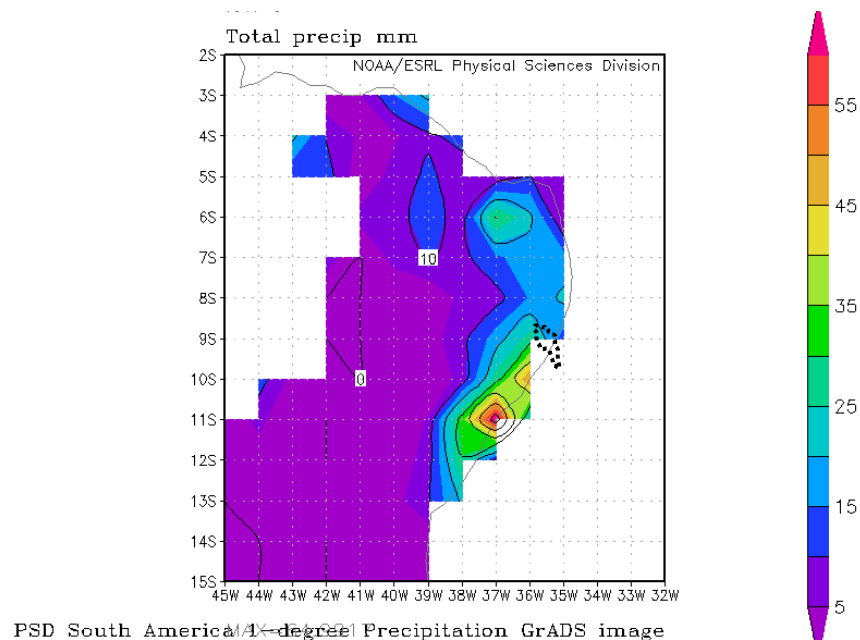 Total precip mm
NOAA/ESRL Physical Sciences Division
2S
3S
4S
5S
6S
7S
8S
9S
10S
11S
12S
13S
14S
15S
10
0
45W 44W 43W 42W 41W 40W 39W 38W 37W 36W 35W 34W 33W 32W
55
45
35
25
15
5
PSD South America 1-degree Precipitation GrADS image